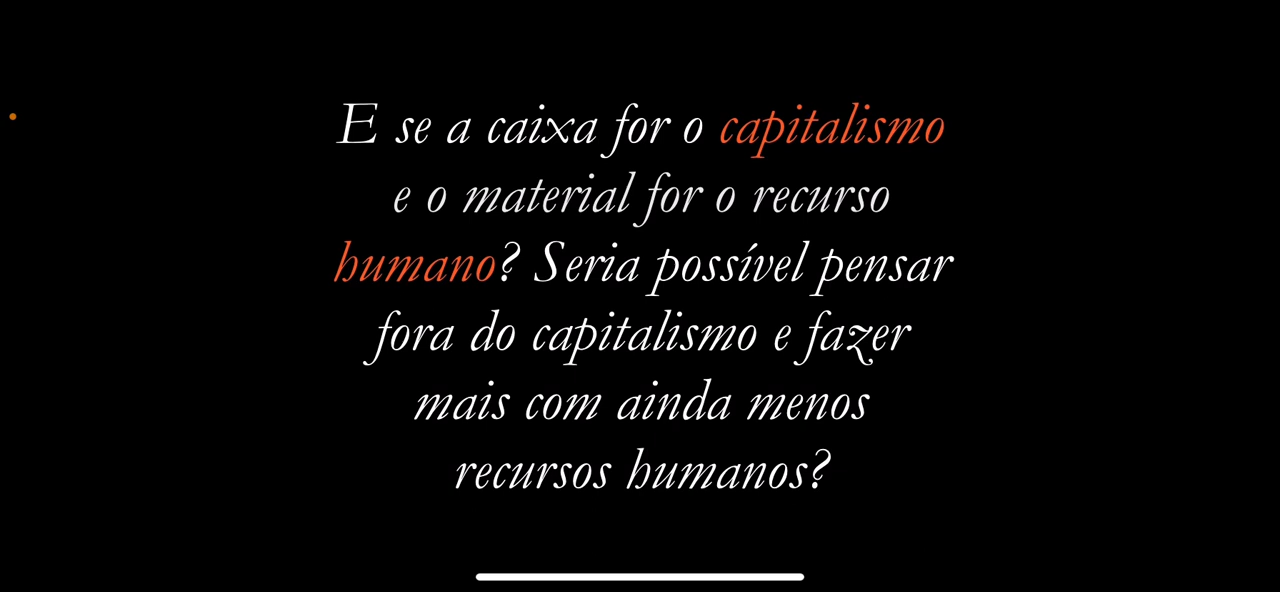 E se a caixa for o capitalismo
e o material for o recurso
humano? Seria possível pensar
fora do capitalismo e fazer
mais com ainda menos
recursos humanos?